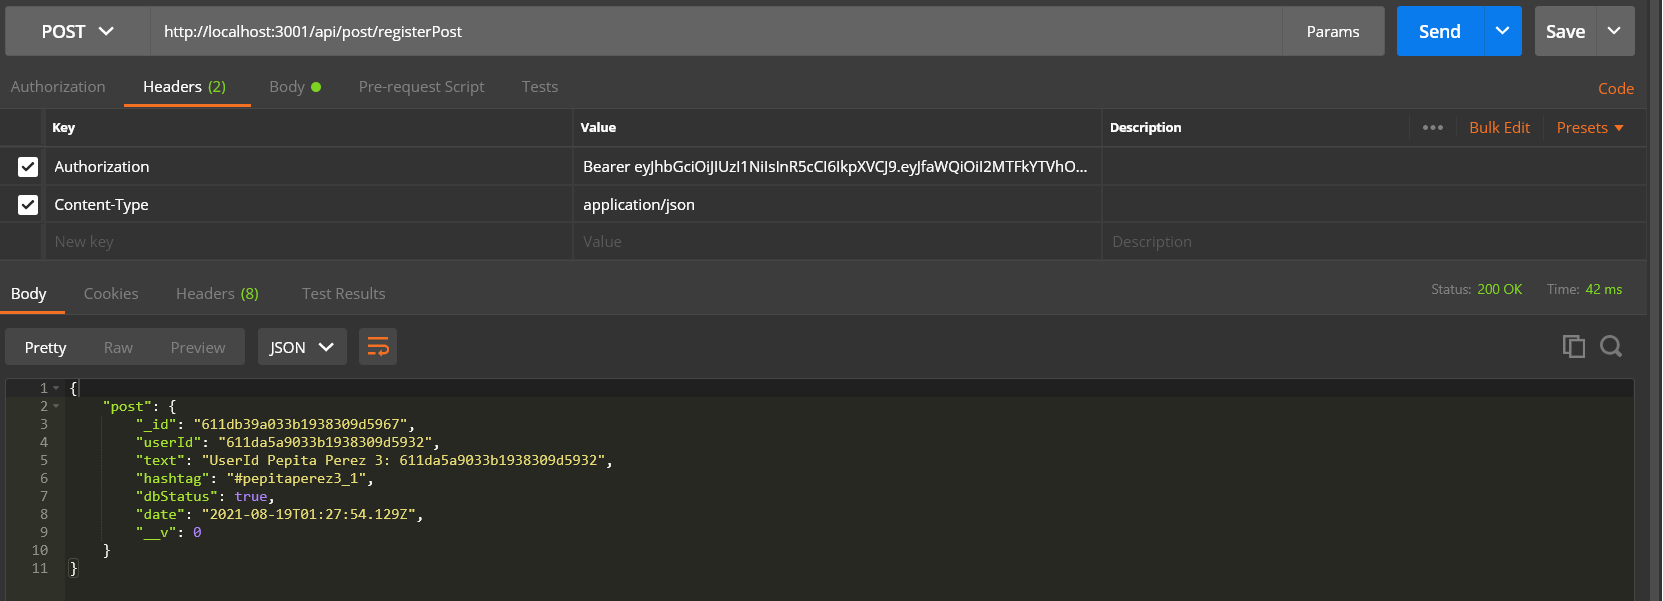 POST http://localhost:3001/api/post/registerPost Params Send Save
Authorization Headers (2) Body Pre-request Script Tests Code
Key Value Description ••• Bulk Edit Presets
Authorization Bearer eyJhbGciOiJIUzI1NiIsInR5cCI6IkpXVCJ9.eyJfaWQiOiI2MTFkYTVhO...
Content-Type application/json
New key Value Description
Body Cookies Headers (8) Test Results Status: 200 OK Time: 42 ms
Pretty Raw Preview JSON
1 {
2 "post": {
3 "_id": "611db39a033b1938309d5967",
4 "userId": "611da5a9033b1938309d5932",
5 "text": "UserId Pepita Perez 3: 611da5a9033b1938309d5932",
6 "hashtag": "#pepitaperez3_1",
7 "dbStatus": true,
8 "date": "2021-08-19T01:27:54.129Z",
9 "__v": 0
10 }
11 }